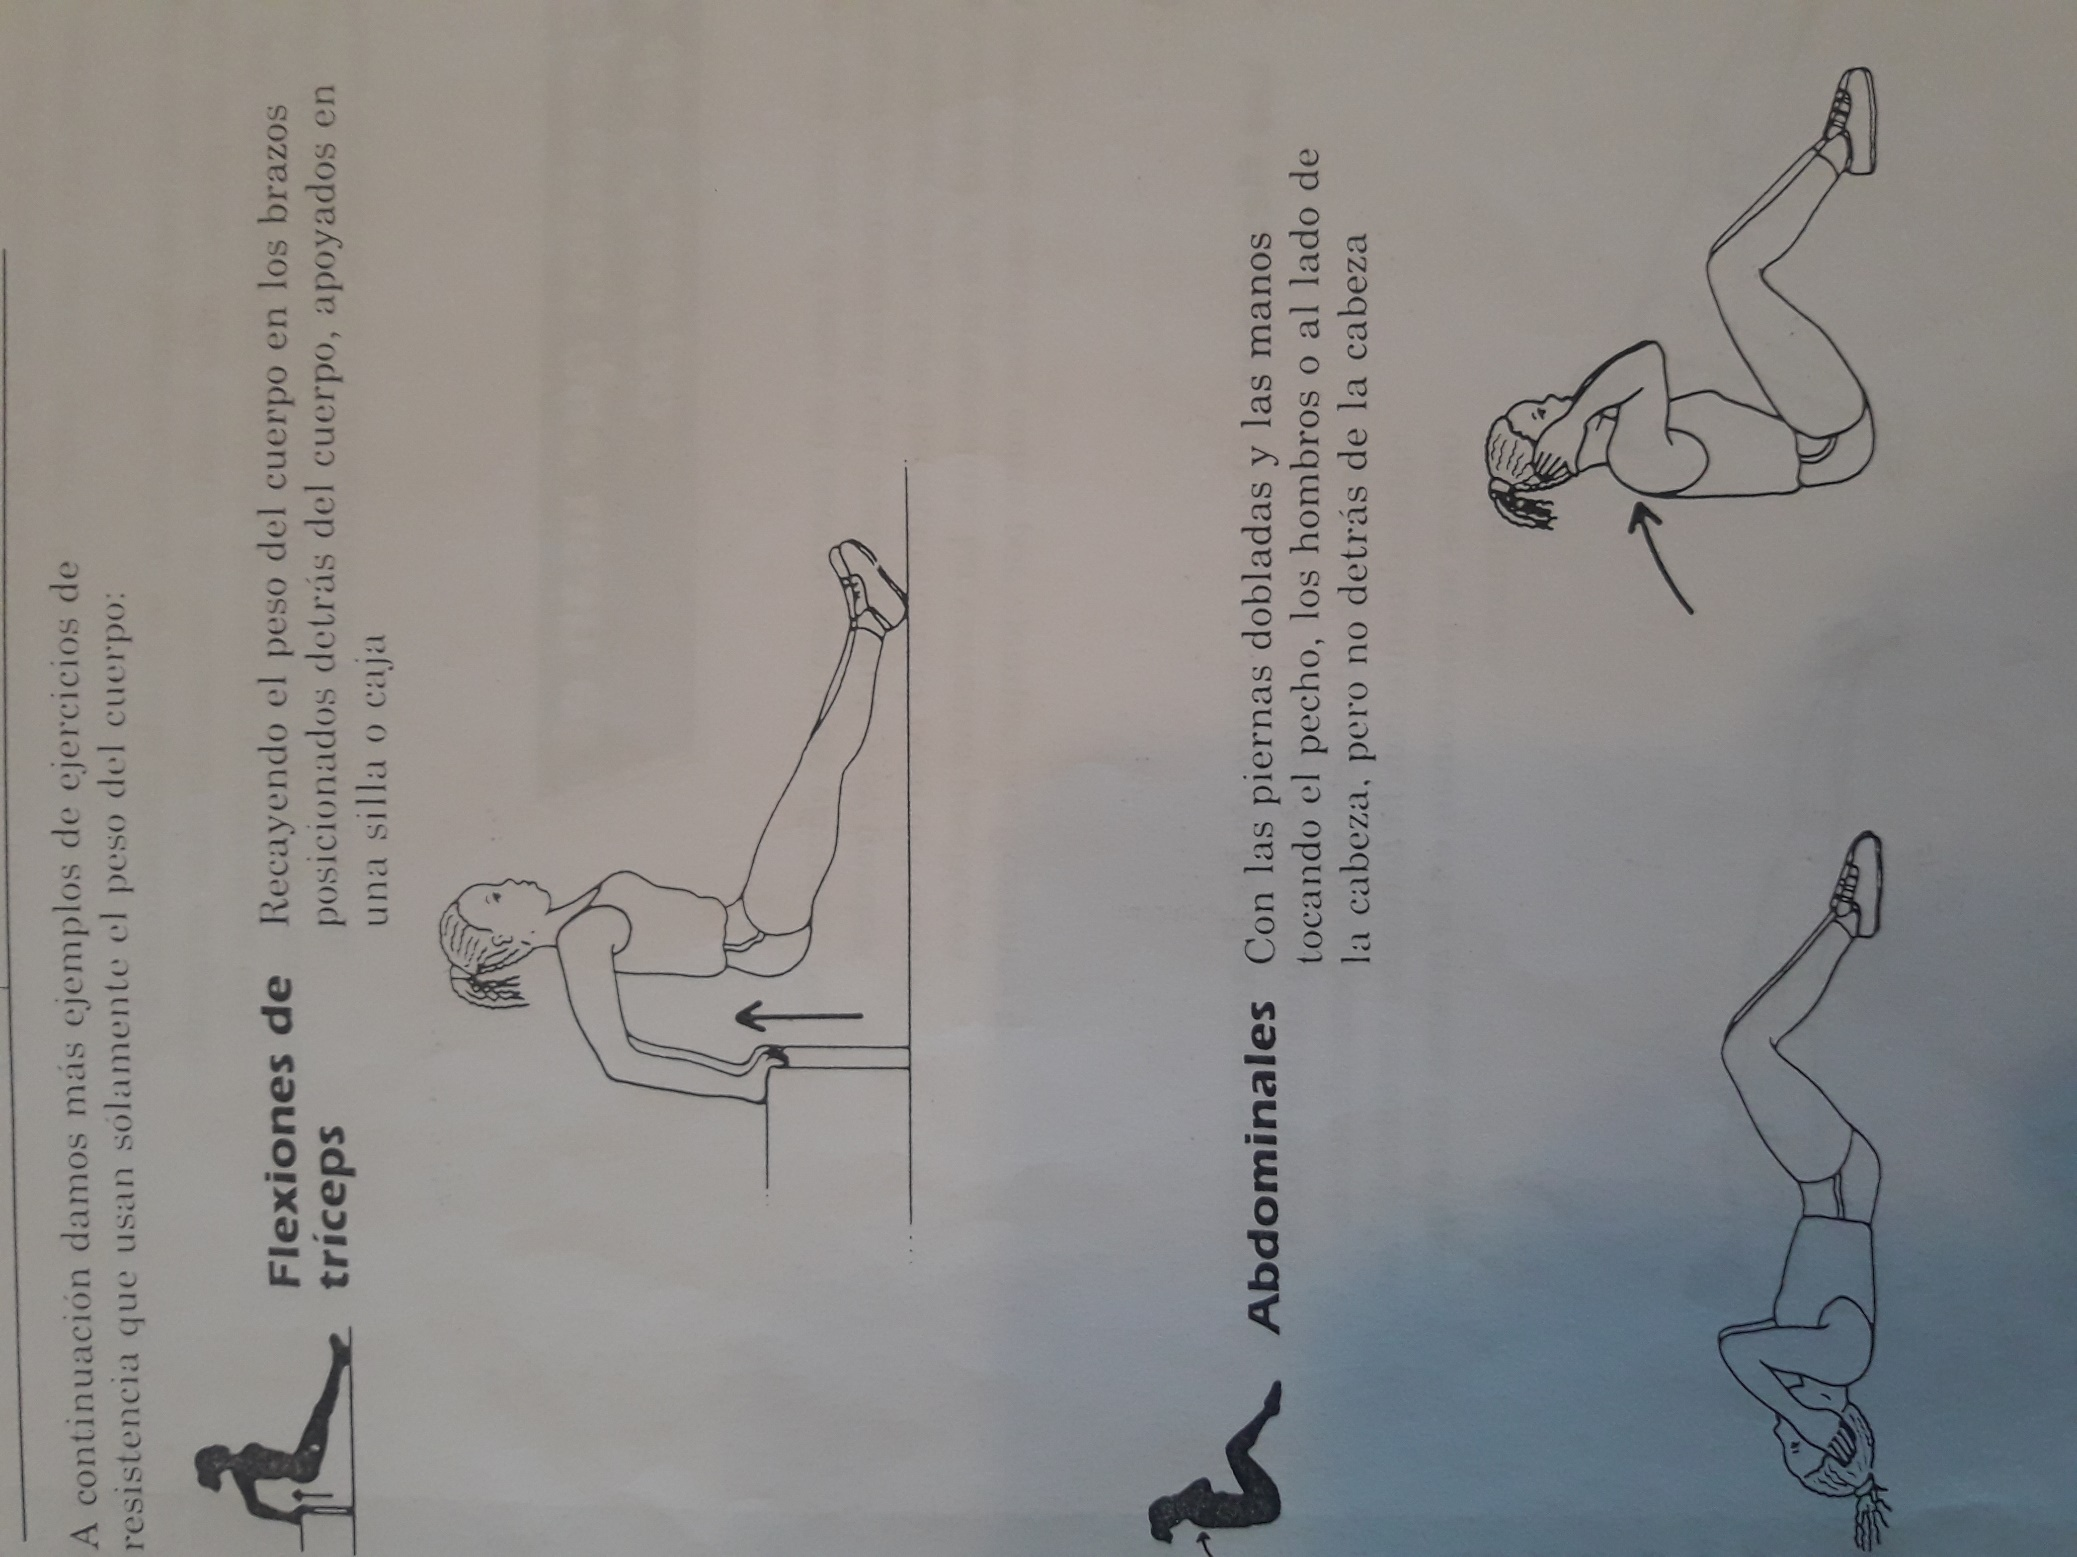 A continuación damos más ejemplos de ejercicios de
resistencia que usan sólamente el peso del cuerpo:
Flexiones de
tríceps
Recayendo el peso del cuerpo en los brazos
posicionados detrás del cuerpo, apoyados en
una silla o caja
Abdominales
Con las piernas dobladas y las manos
tocando el pecho, los hombros o al lado de
la cabeza, pero no detrás de la cabeza